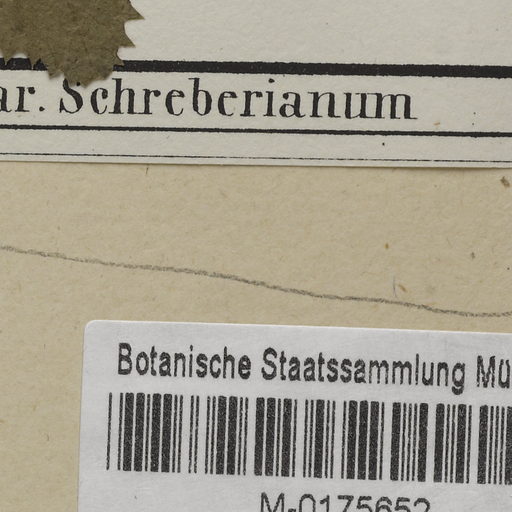 ar. Schreberianum
Botanische Staatssammlung Mü
M-0175652